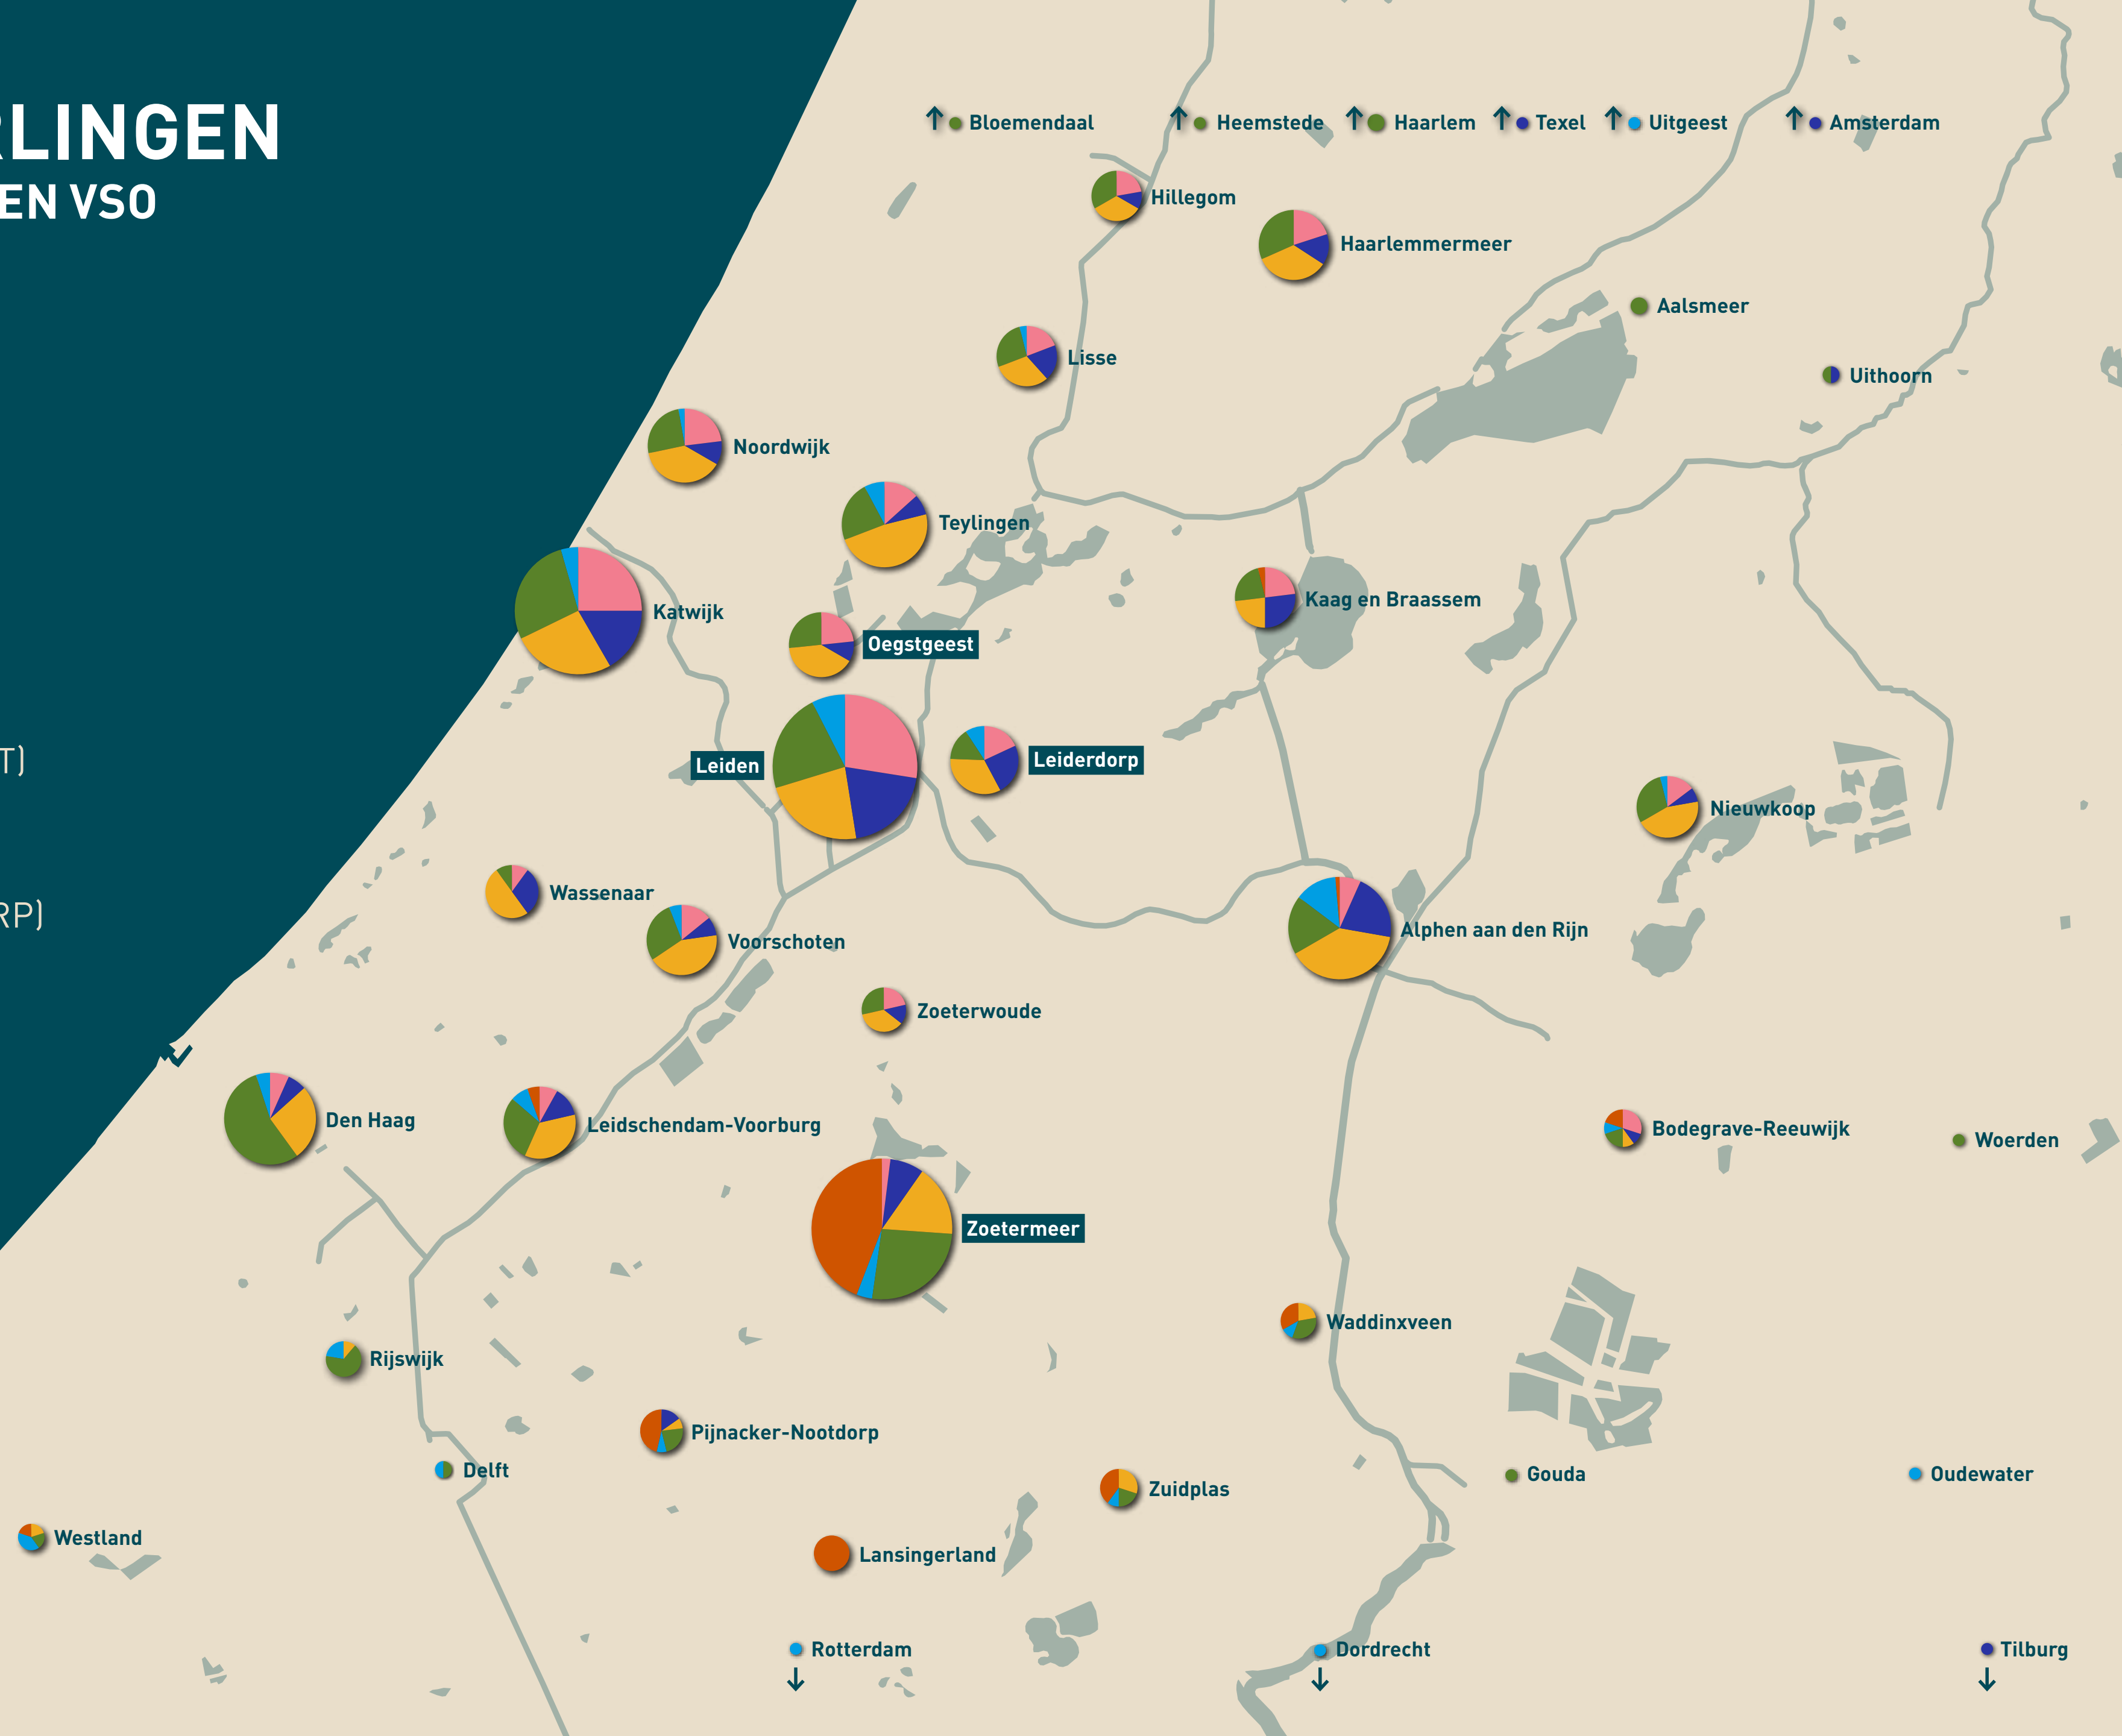 RLINGEN
EN VSO
Bloemendaal
Heemstede
Haarlem
Texel
Uitgeest
Amsterdam
Hillegom
Haarlemmermeer
Aalsmeer
Lisse
Uithoorn
Noordwijk
Teylingen
Kaag en Braassem
Katwijk
Oegstgeest
T)
Leiden
Leiderdorp
Nieuwkoop
Wassenaar
RP)
Voorschoten
Alphen aan den Rijn
Zoeterwoude
Den Haag
Leidschendam-Voorburg
Bodegrave-Reeuwijk
Woerden
Zoetermeer
Waddinxveen
Rijswijk
Pijnacker-Nootdorp
Delft
Gouda
Oudewater
Zuidplas
Westland
Lansingerland
Rotterdam
Dordrecht
Tilburg